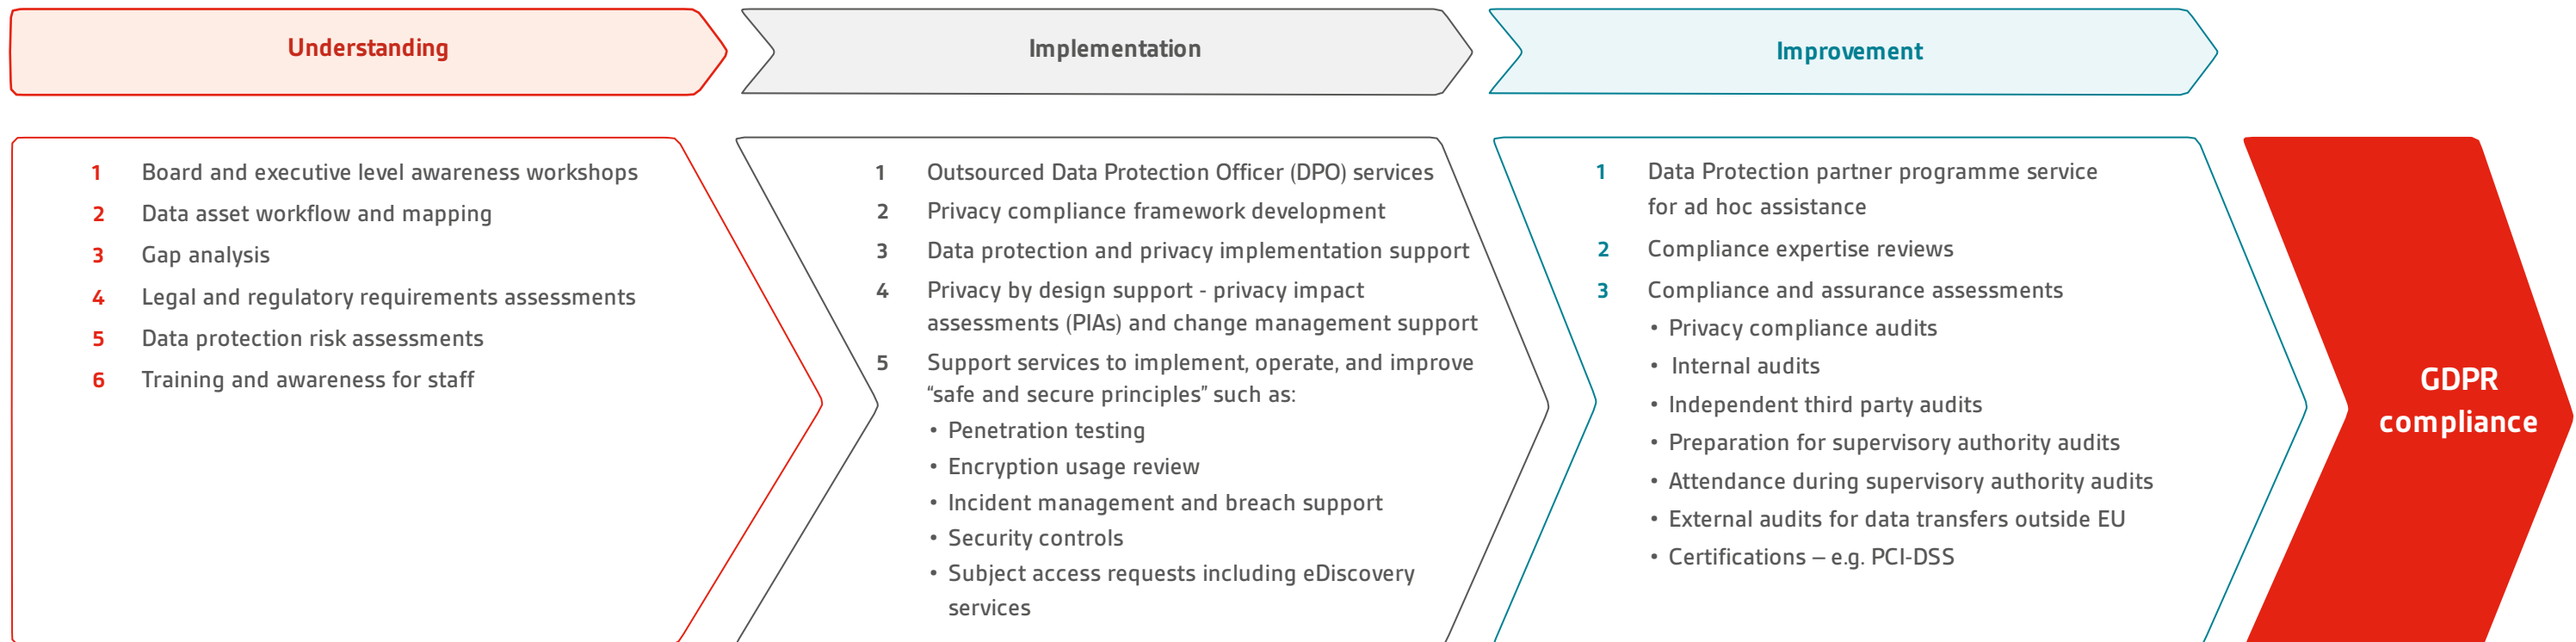 Understanding
Implementation
Improvement
1 Board and executive level awareness workshops
2 Data asset workflow and mapping
3 Gap analysis
4 Legal and regulatory requirements assessments
5 Data protection risk assessments
6 Training and awareness for staff
1 Outsourced Data Protection Officer (DPO) services
2 Privacy compliance framework development
3 Data protection and privacy implementation support
4 Privacy by design support - privacy impact
assessments (PIAs) and change management support
5 Support services to implement, operate, and improve
“safe and secure principles” such as:
• Penetration testing
• Encryption usage review
• Incident management and breach support
• Security controls
• Subject access requests including eDiscovery
services
1 Data Protection partner programme service
for ad hoc assistance
2 Compliance expertise reviews
3 Compliance and assurance assessments
• Privacy compliance audits
• Internal audits
• Independent third party audits
• Preparation for supervisory authority audits
• Attendance during supervisory authority audits
• External audits for data transfers outside EU
• Certifications – e.g. PCI-DSS
GDPR
compliance